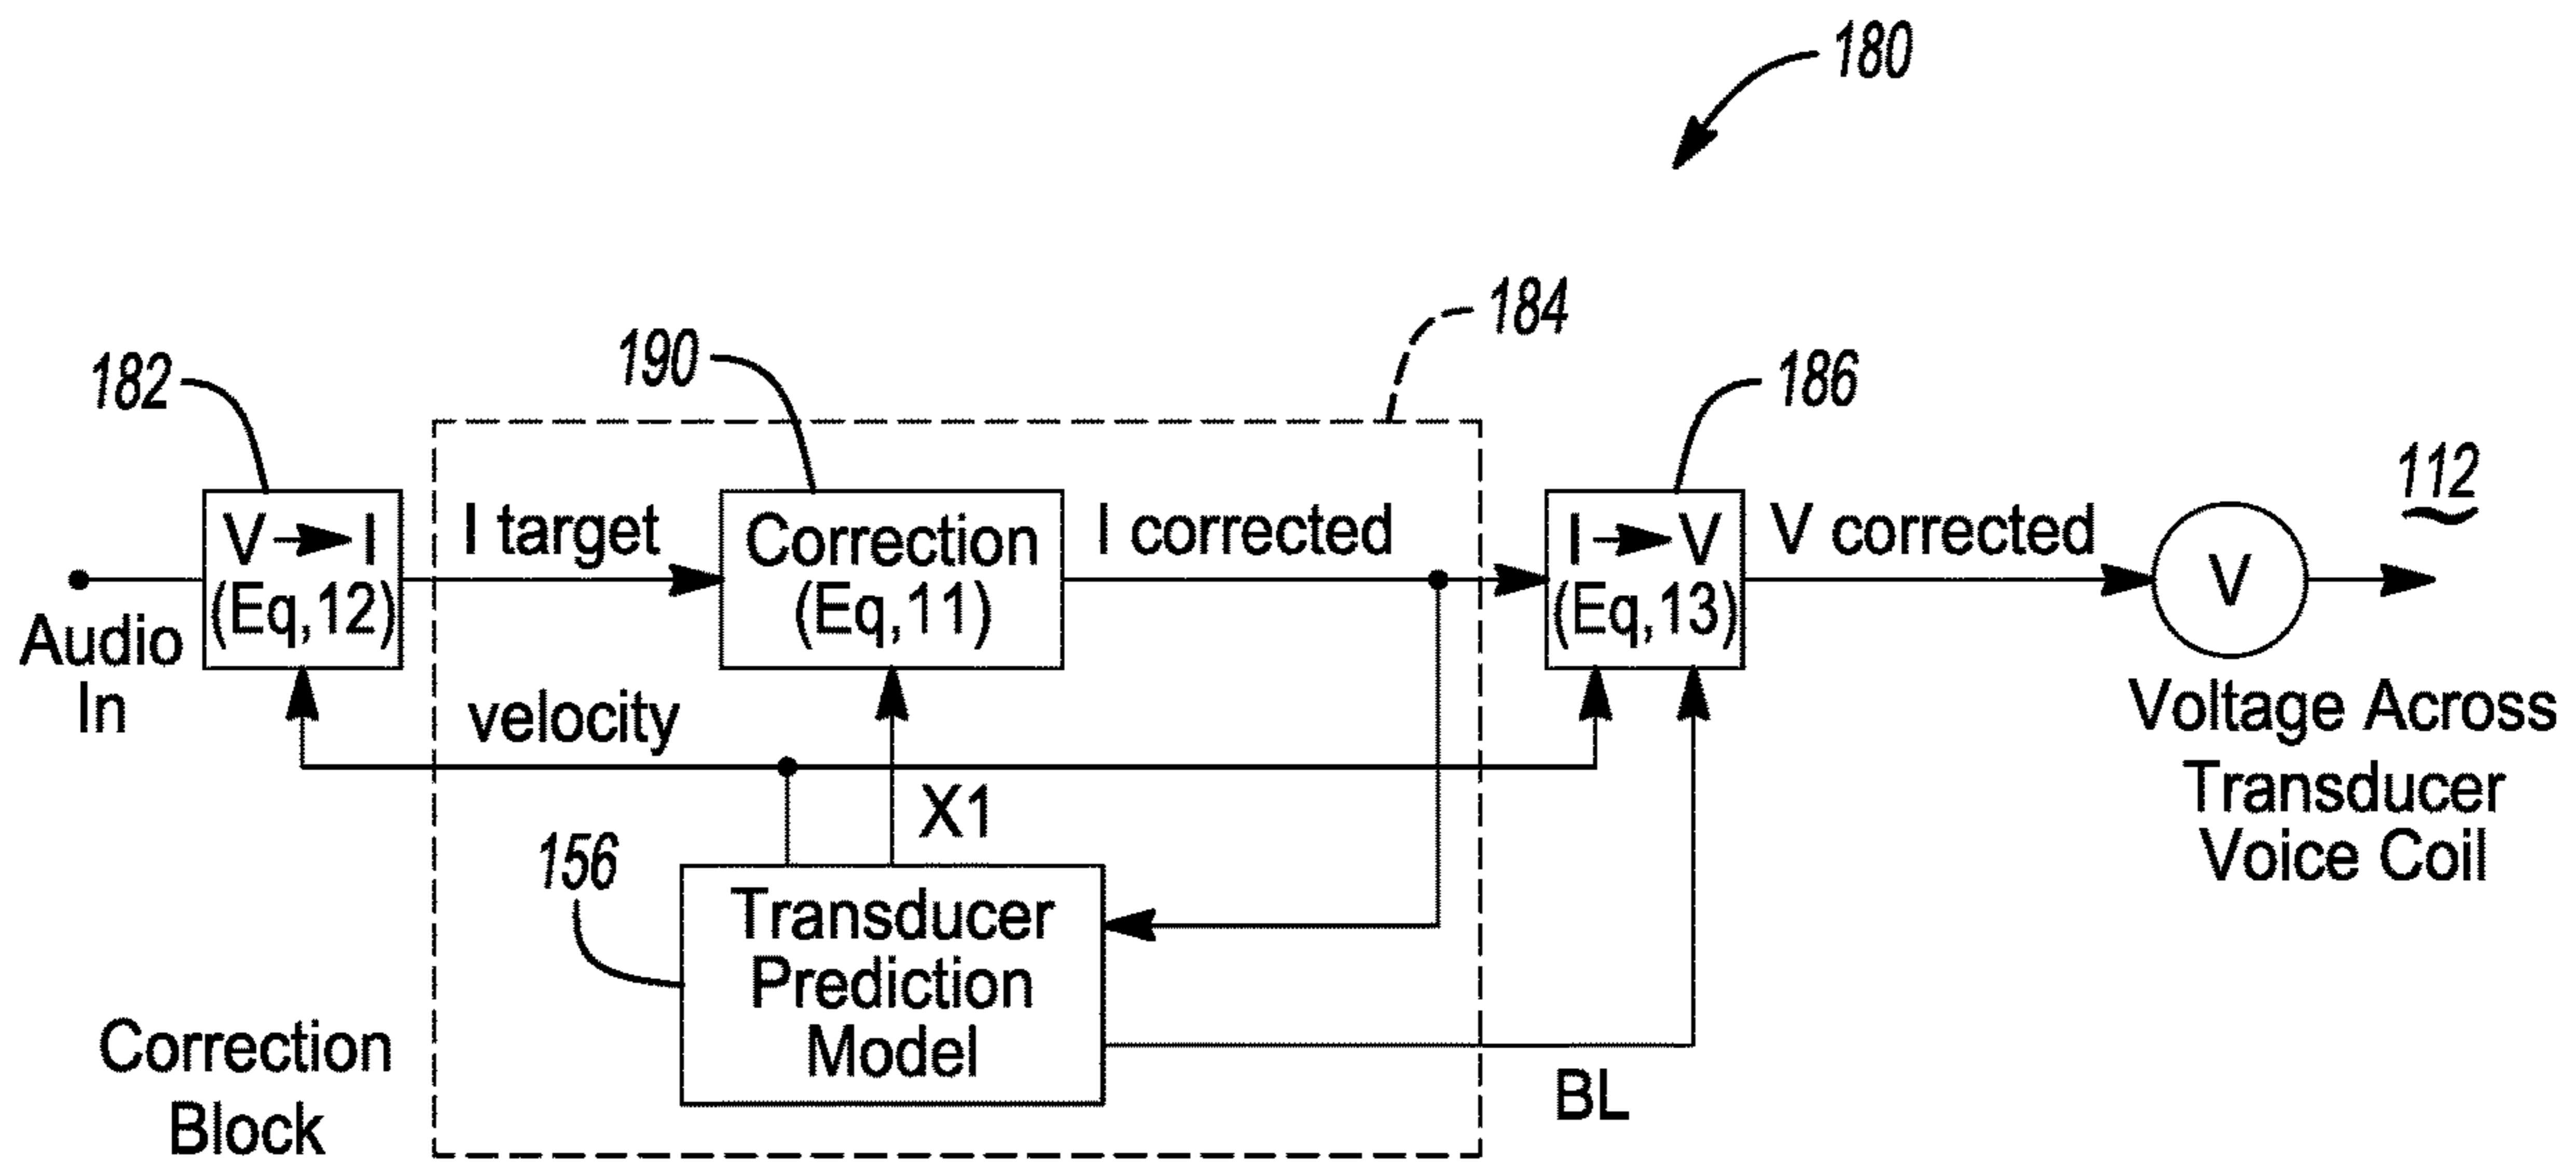 180
184
182
190
186
112
V I
(Eq,12)
I target
Correction
(Eq,11)
I corrected
I V
(Eq,13)
V corrected
V
Audio
In
velocity
X1
Voltage Across
Transducer
Voice Coil
156
Transducer
Prediction
Model
BL
Correction
Block